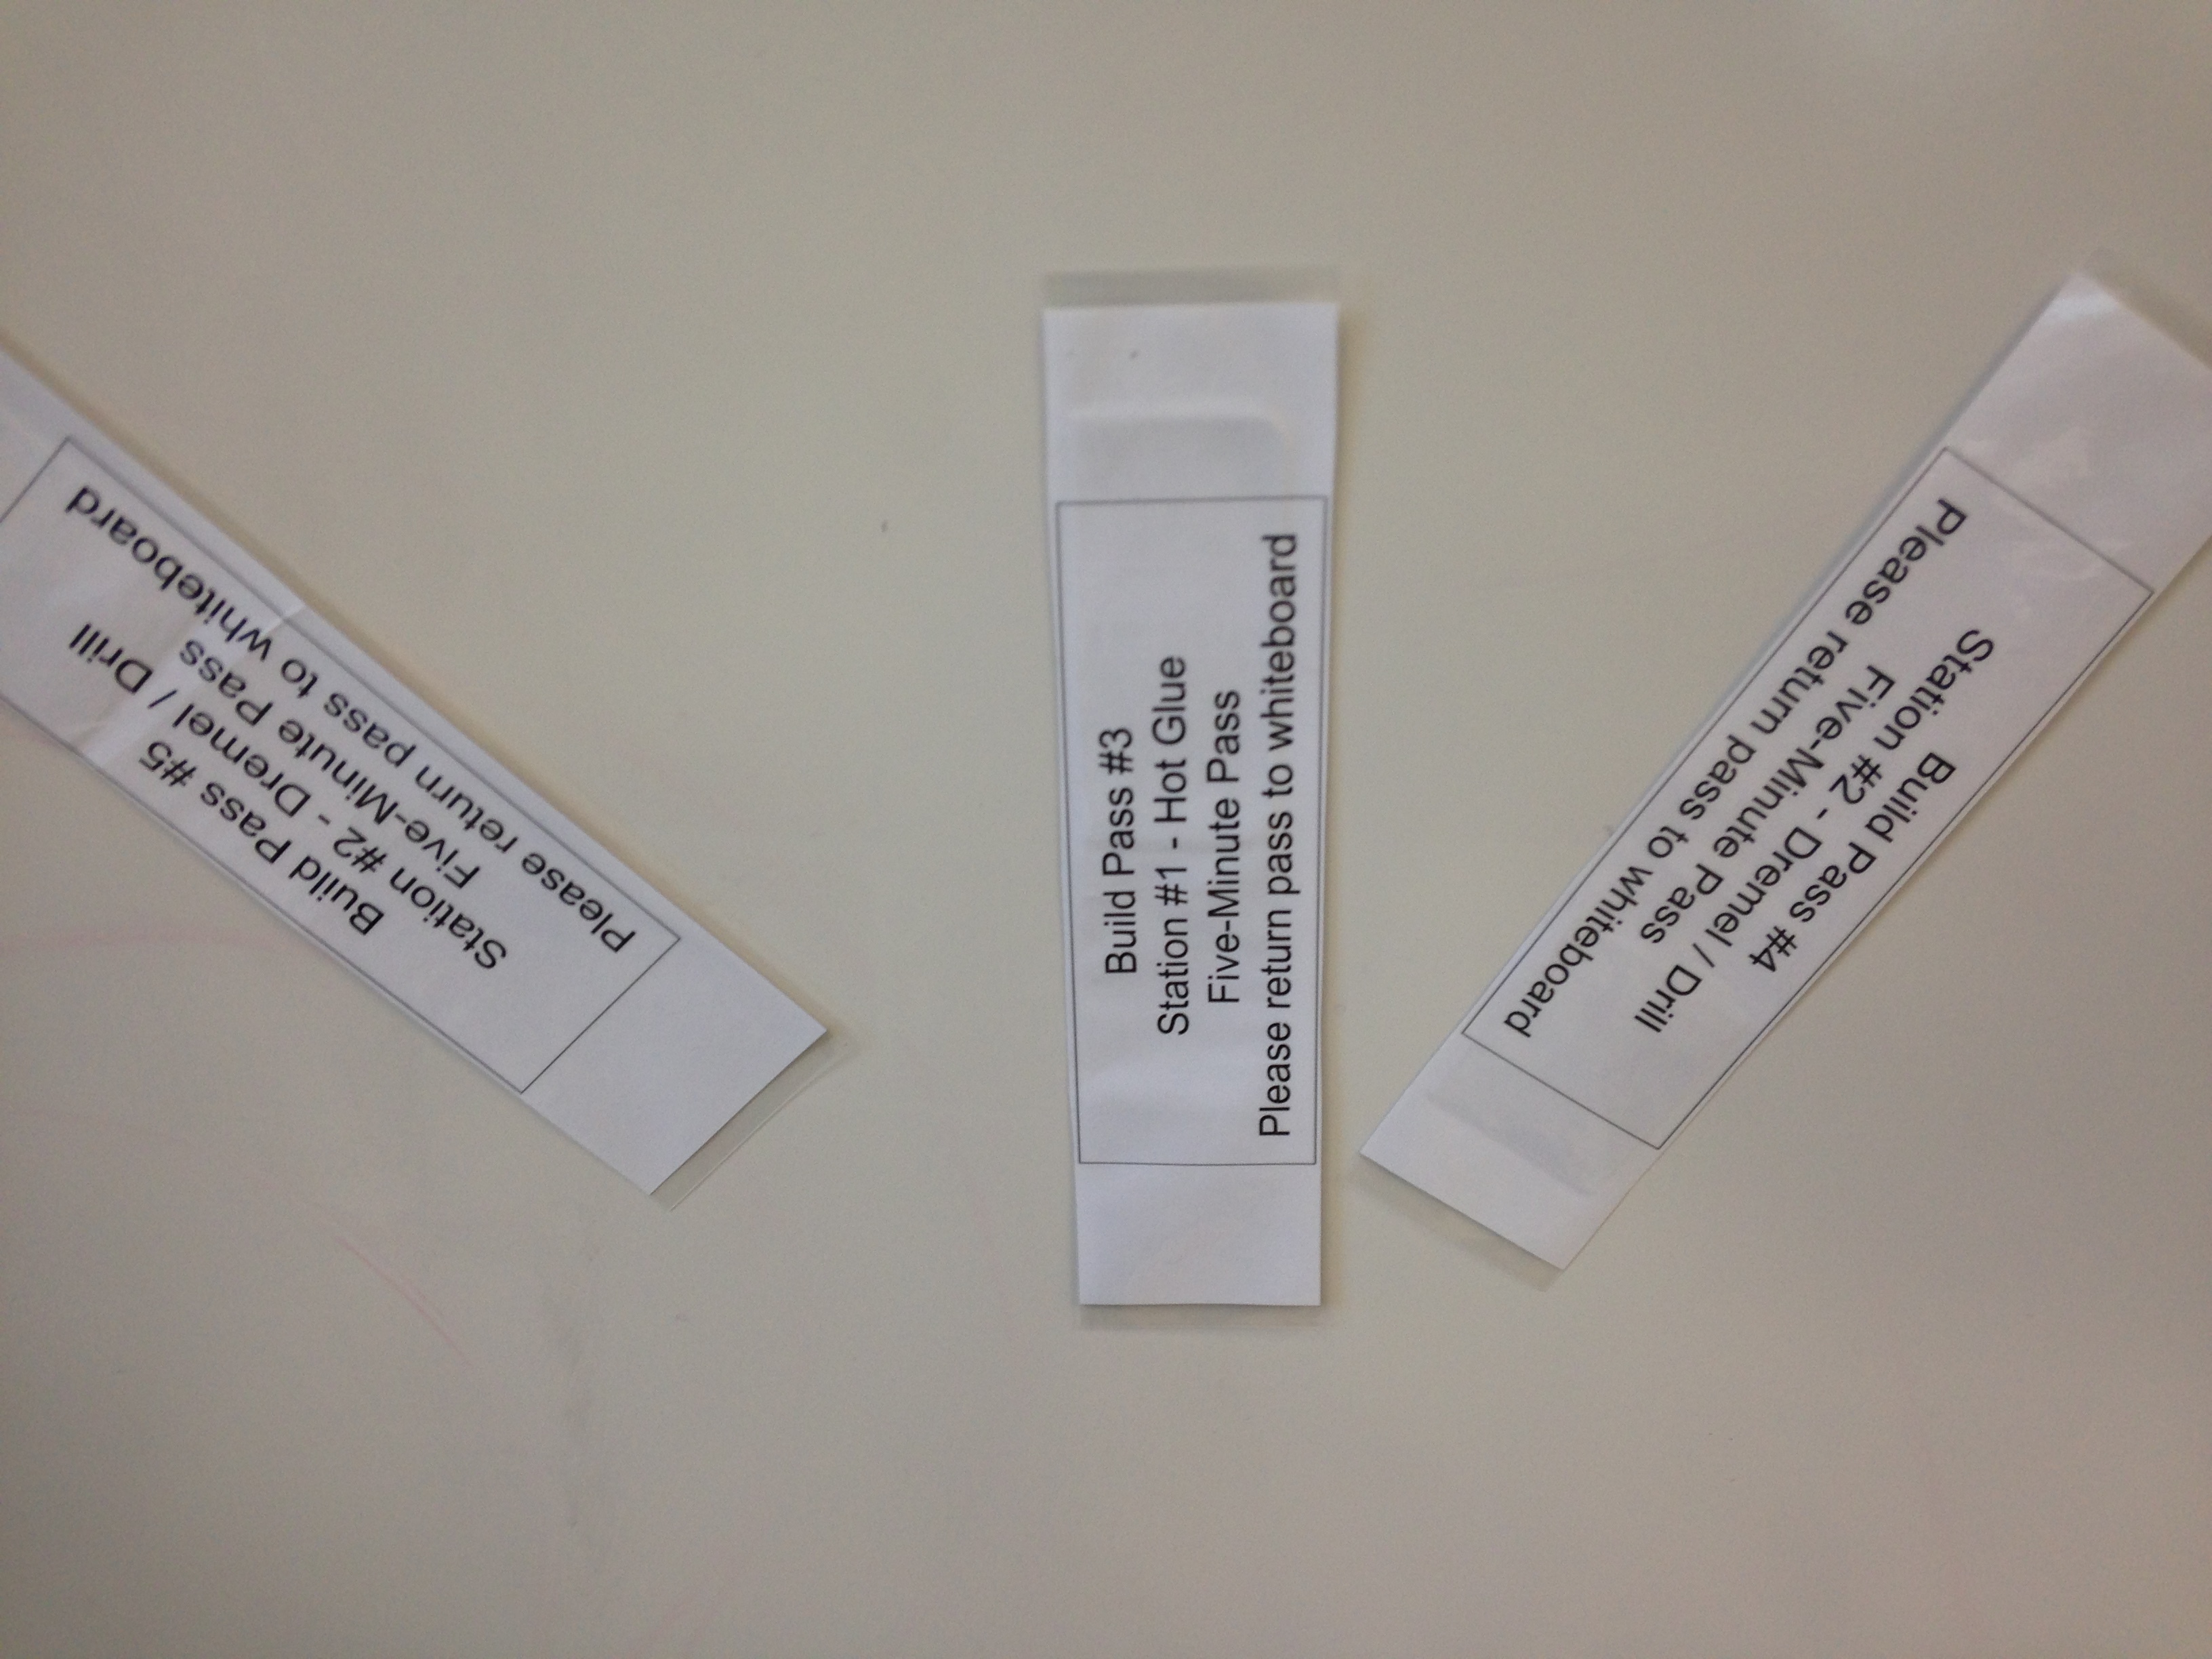 Build Pass #5
Station #2 - Dremel / Drill
Five-Minute Pass
Please return pass to whiteboard
Build Pass #3
Station #1 - Hot Glue
Five-Minute Pass
Please return pass to whiteboard
Build Pass #4
Station #2 - Dremel / Drill
Five-Minute Pass
Please return pass to whiteboard